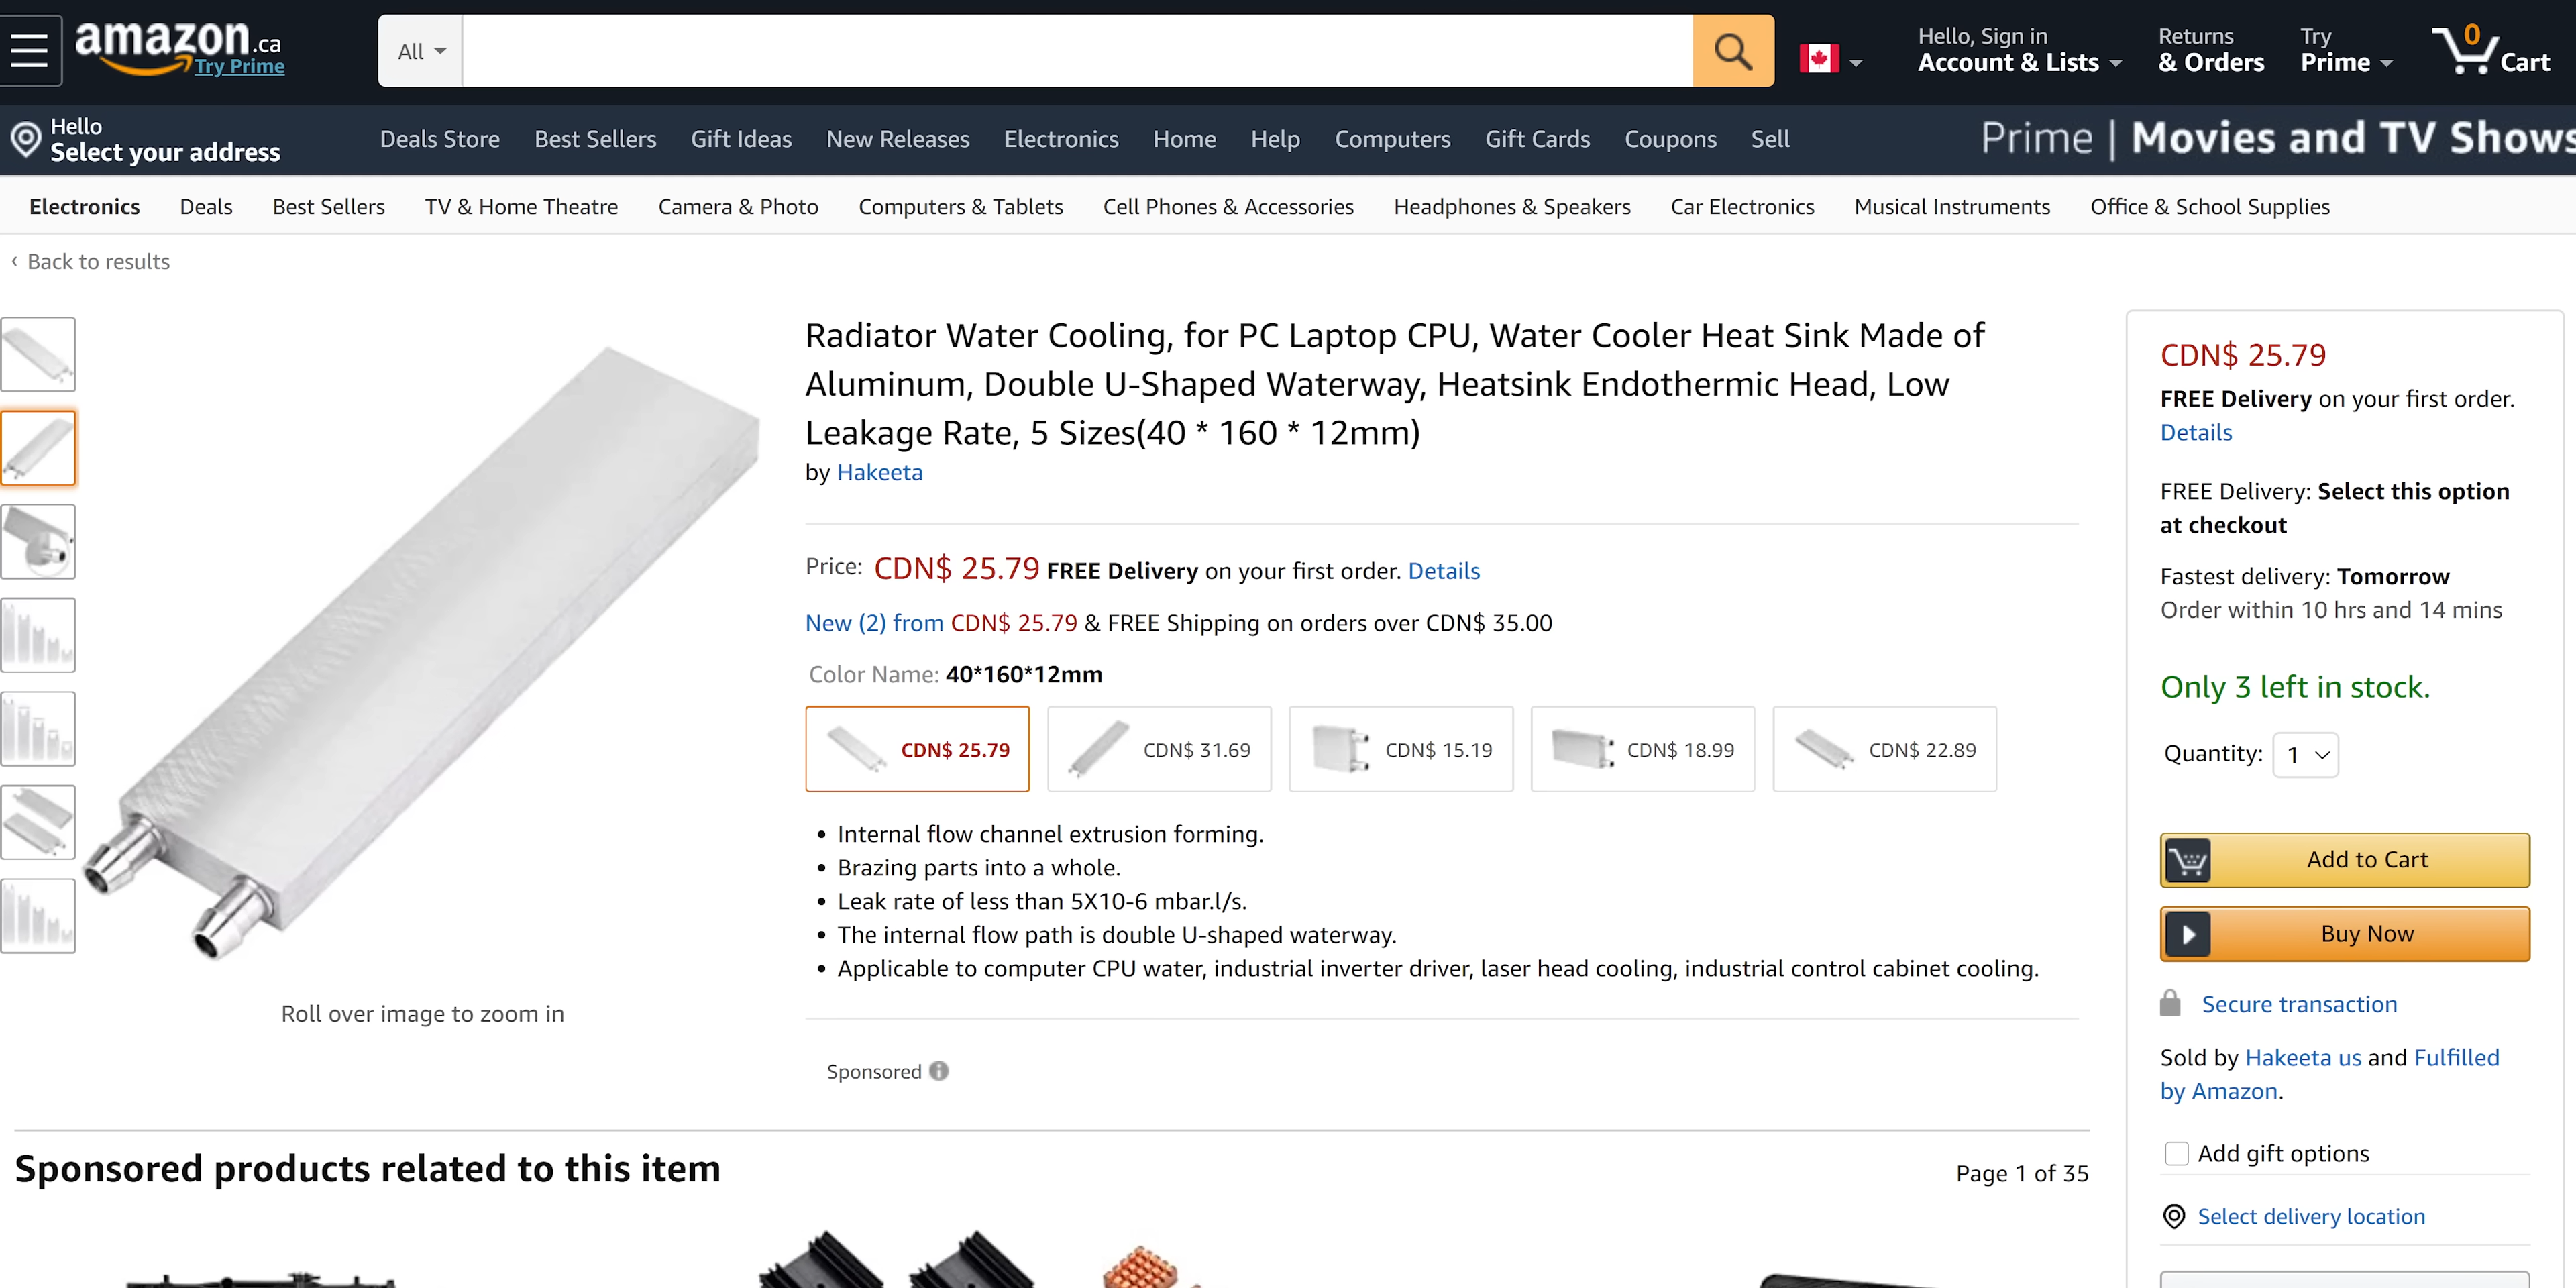 amazon.ca
Try Prime
All
Hello, Sign in
Account & Lists
Returns
& Orders
Try
Prime
0
Cart
Hello
Select your address
Deals Store
Best Sellers
Gift Ideas
New Releases
Electronics
Home
Help
Computers
Gift Cards
Coupons
Sell
Prime | Movies and TV Shows
Electronics
Deals
Best Sellers
TV & Home Theatre
Camera & Photo
Computers & Tablets
Cell Phones & Accessories
Headphones & Speakers
Car Electronics
Musical Instruments
Office & School Supplies
‹ Back to results
Roll over image to zoom in
Radiator Water Cooling, for PC Laptop CPU, Water Cooler Heat Sink Made of
Aluminum, Double U-Shaped Waterway, Heatsink Endothermic Head, Low
Leakage Rate, 5 Sizes(40 * 160 * 12mm)
by Hakeeta
Price: CDN$ 25.79 FREE Delivery on your first order. Details
New (2) from CDN$ 25.79 & FREE Shipping on orders over CDN$ 35.00
Color Name: 40*160*12mm
CDN$ 25.79
CDN$ 31.69
CDN$ 15.19
CDN$ 18.99
CDN$ 22.89
• Internal flow channel extrusion forming.
• Brazing parts into a whole.
• Leak rate of less than 5X10-6 mbar.l/s.
• The internal flow path is double U-shaped waterway.
• Applicable to computer CPU water, industrial inverter driver, laser head cooling, industrial control cabinet cooling.
Sponsored
CDN$ 25.79
FREE Delivery on your first order.
Details
FREE Delivery: Select this option
at checkout
Fastest delivery: Tomorrow
Order within 10 hrs and 14 mins
Only 3 left in stock.
Quantity: 1
Add to Cart
Buy Now
Secure transaction
Sold by Hakeeta us and Fulfilled
by Amazon.
Add gift options
Select delivery location
Sponsored products related to this item
Page 1 of 35